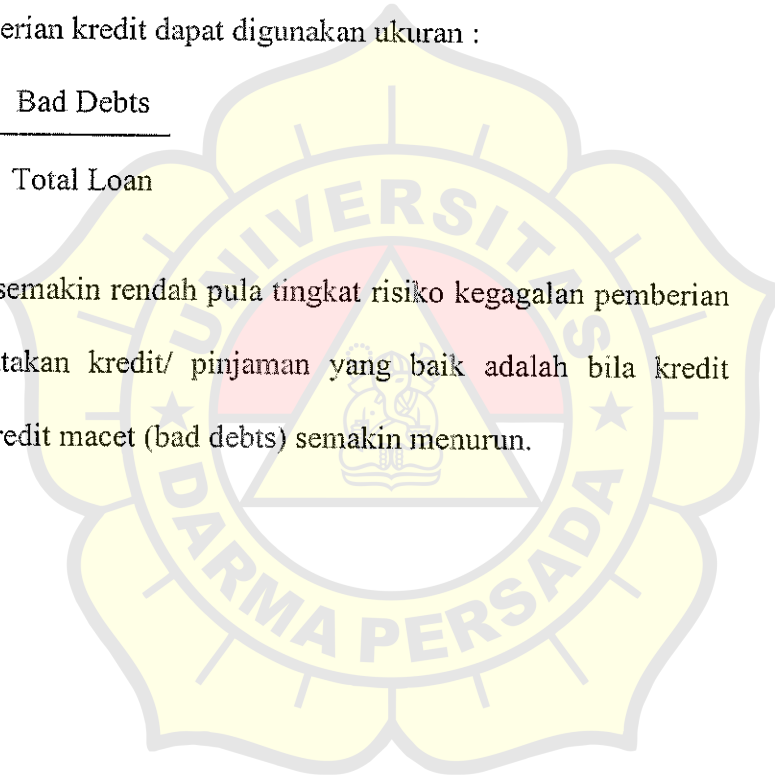 erian kredit dapat digunakan ukuran :
Bad Debts
Total Loan
semakin rendah pula tingkat risiko kegagalan pemberian
takan kredit/ pinjaman yang baik adalah bila kredit
redit macet (bad debts) semakin menurun.
UNIVERSITAS
DARMA PERSADA